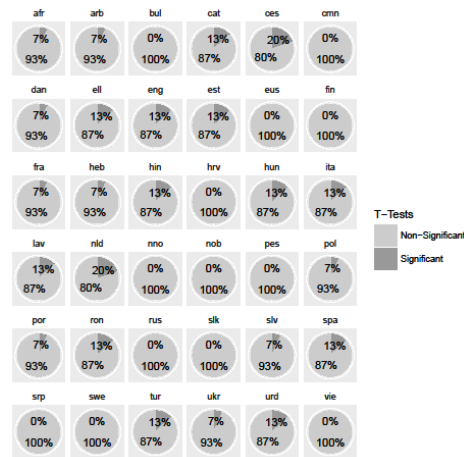 afr arb bul cat ces cmn
7% 7% 0% 13% 20% 0%
93% 93% 100% 87% 80% 100%
dan ell eng est eus fin
7% 13% 13% 13% 0% 0%
93% 87% 87% 87% 100% 100%
fra heb hin hrv hun ita
7% 7% 13% 0% 13% 13%
93% 93% 87% 100% 87% 87%
T-Tests
Non-Significant
Significant
lav nld nno nob pes pol
13% 20% 0% 0% 0% 7%
87% 80% 100% 100% 100% 93%
por ron rus slk slv spa
7% 13% 0% 0% 7% 13%
93% 87% 100% 100% 93% 87%
srp swe tur ukr urd vie
0% 0% 13% 7% 13% 0%
100% 100% 87% 93% 87% 100%